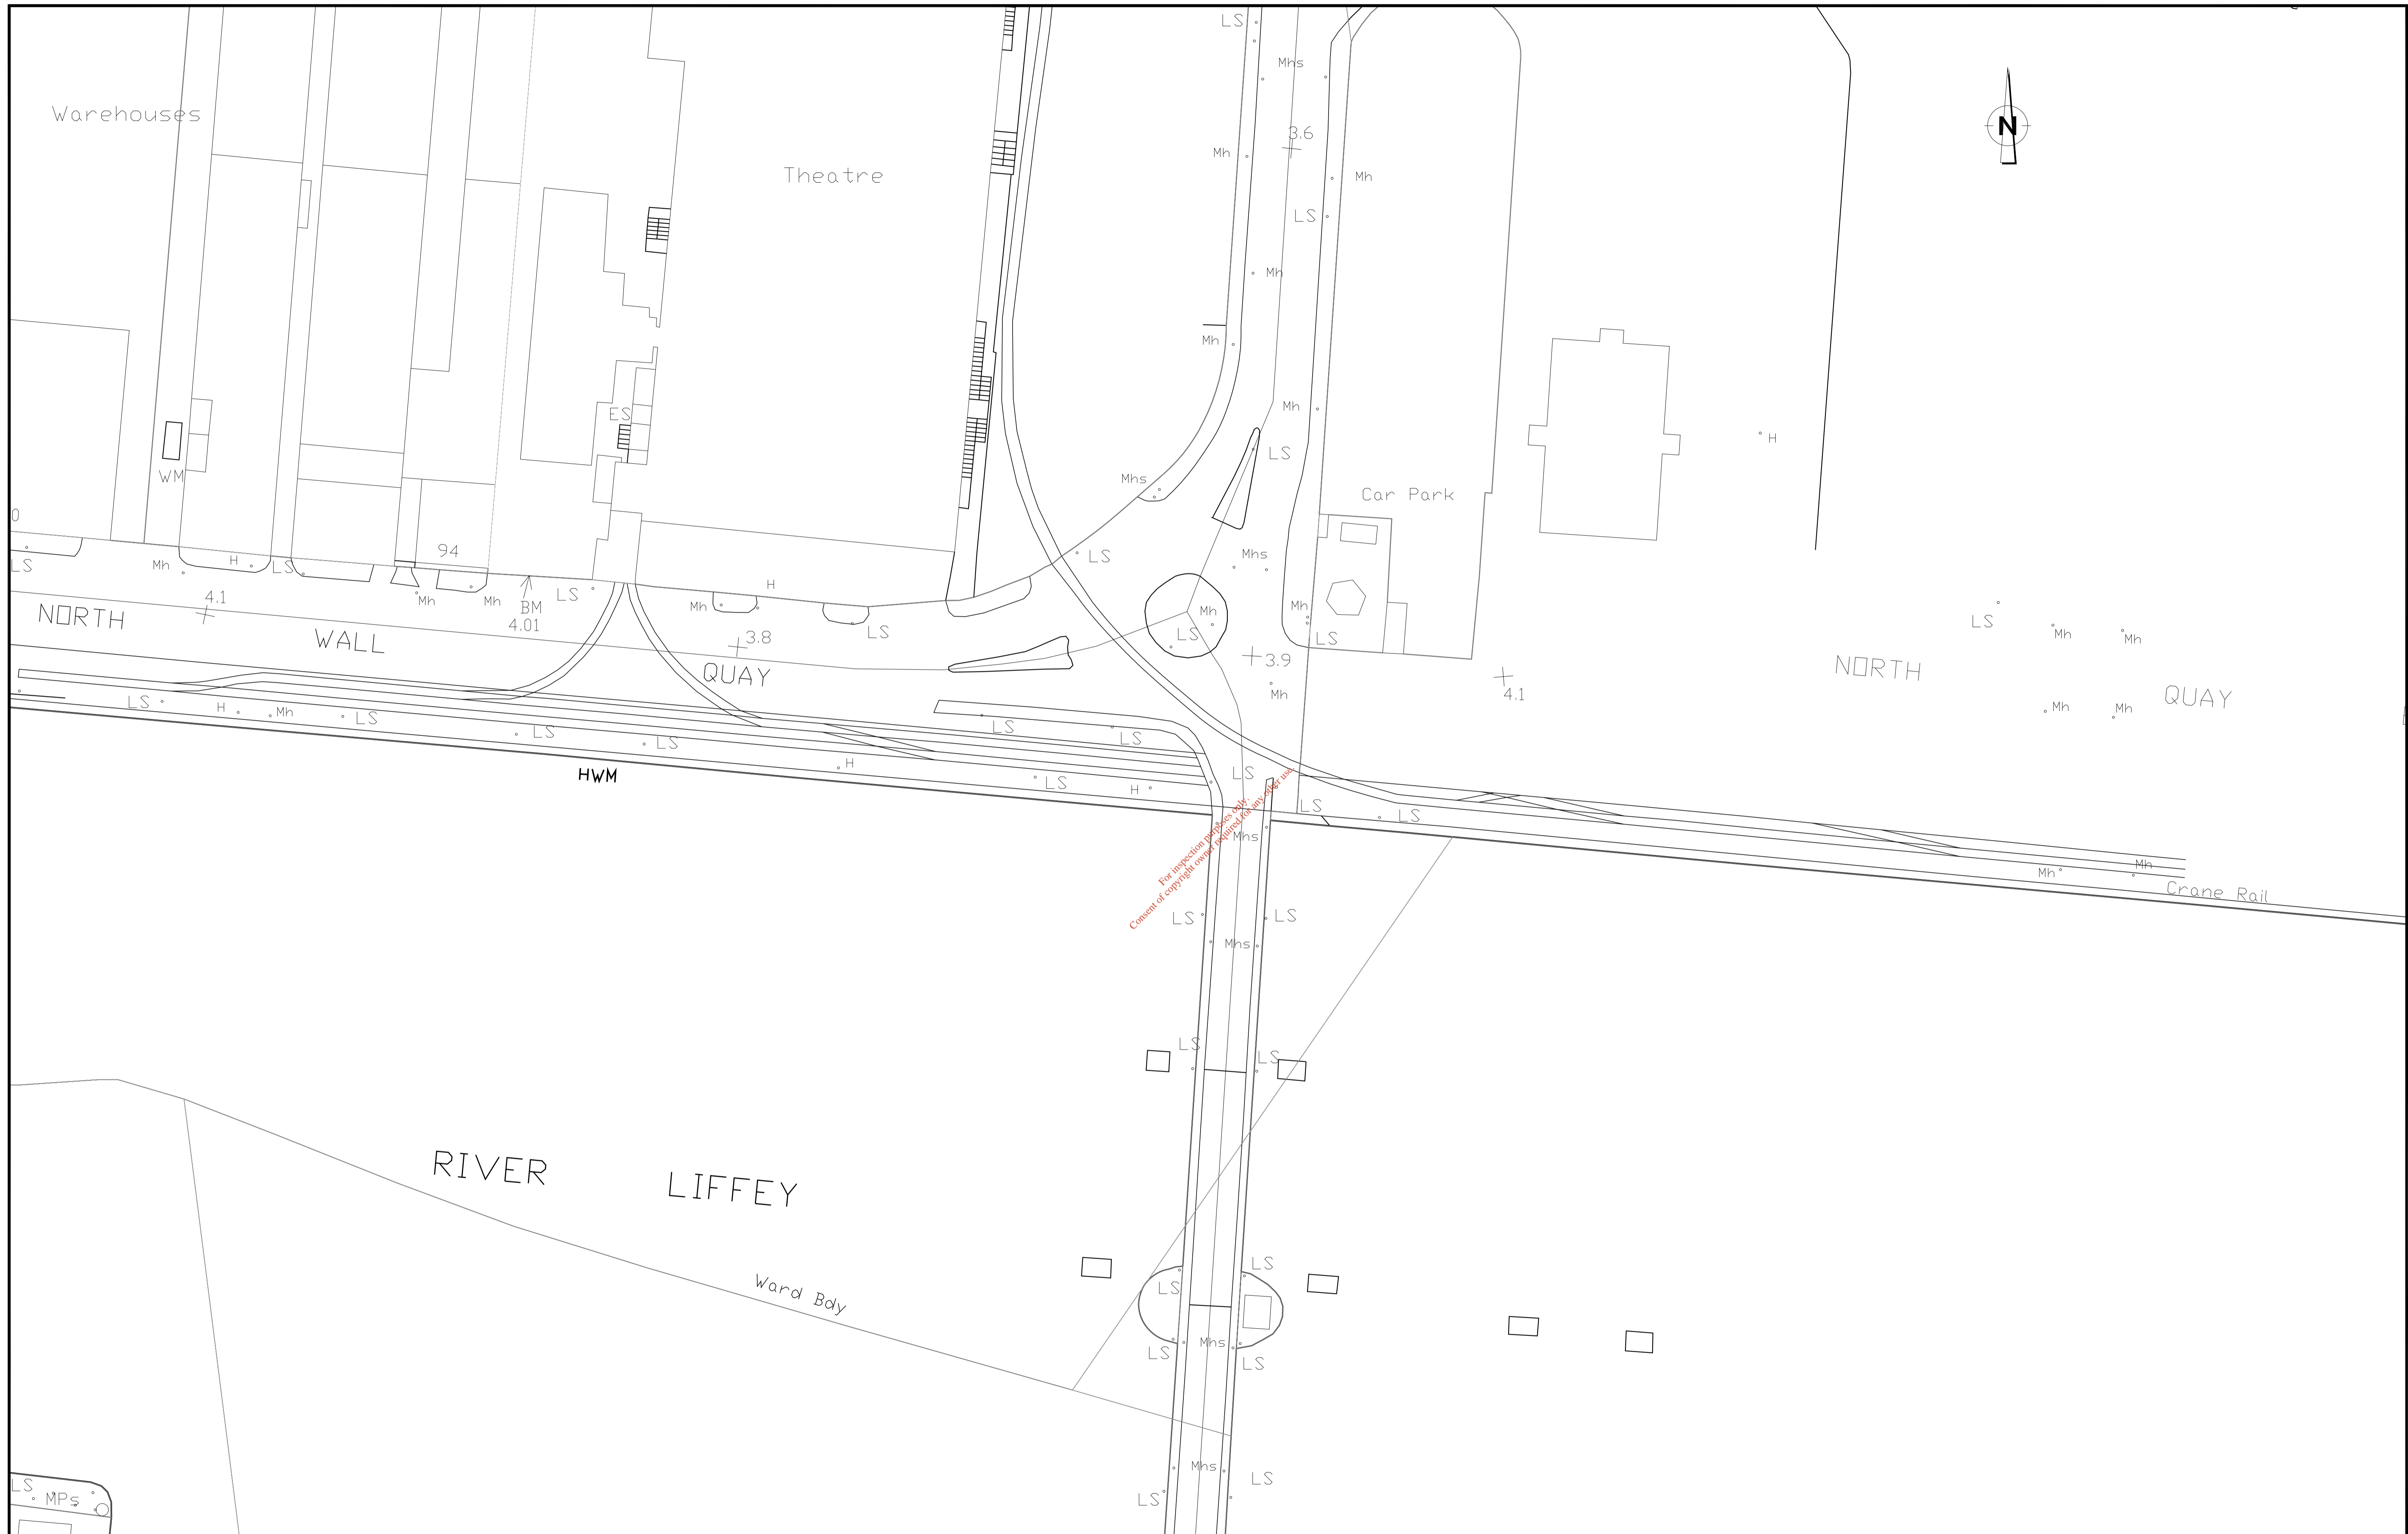 LS
Mhs
Warehouses
N
3.6
Mh
Theatre
Mh
LS
Mh
Mh
Mh
ES
H
LS
WM
Mhs
Car Park
0
94
Mhs
LS
LS
Mh
H
LS
H
4.1
Mh
Mh
BM
4.01
LS
Mh
Mh
Mh
LS
Mh
Mh
NORTH
WALL
3.8
LS
LS
LS
3.9
NORTH
QUAY
Mh
4.1
QUAY
LS
H
Mh
LS
Mh
Mh
LS
LS
LS
LS
HWM
H
LS
LS
H
LS
LS
Mhs
Mh
Mh
Crane Rail
For inspection purposes only.
Consent of copyright owner required for any other use.
LS
LS
Mhs
LS
LS
RIVER LIFFEY
LS
LS
Ward Bdy
Mhs
LS
LS
Mhs
LS
LS
MPs
LS